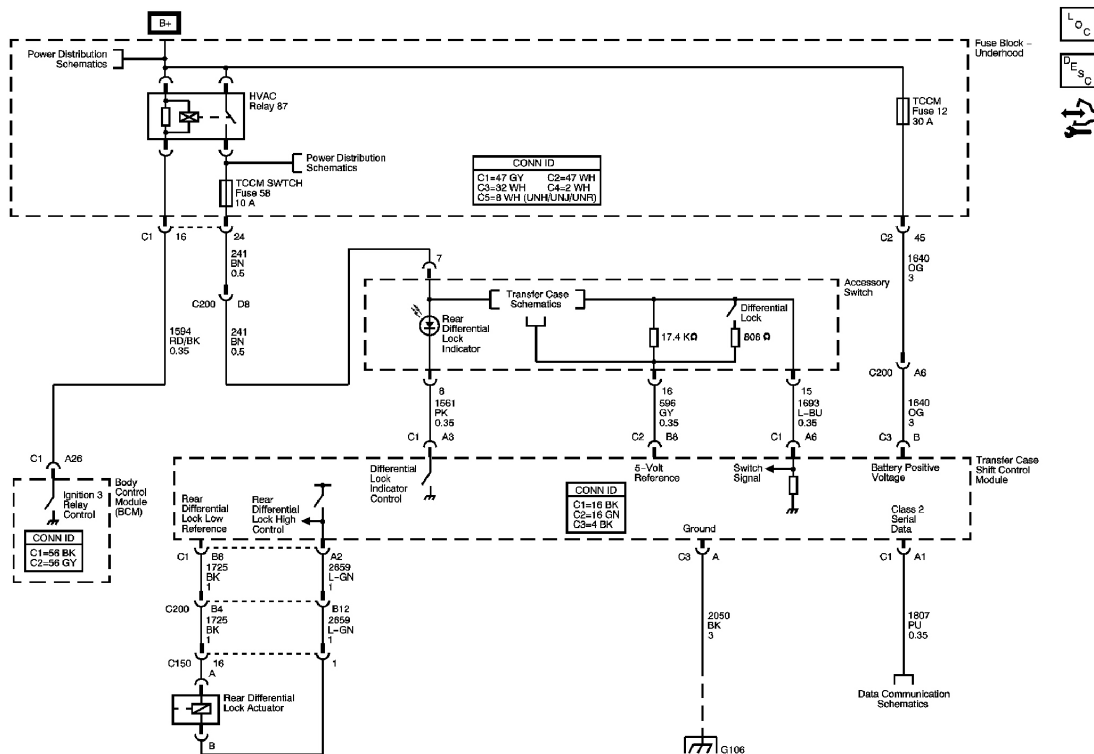 B+
L O C
D E S C
Power Distribution
Schematics
Fuse Block –
Underhood
HVAC
Relay 87
TCCM
Fuse 12
30 A
Power Distribution
Schematics
TCCM SWTCH
Fuse 58
10 A
CONN ID
C1=47 GY C2=47 WH
C3=32 WH C4=2 WH
C5=8 WH (UNH/UNJ/UNR)
C1 16 24
C2 45
241
BN
0.5
7
1640
OG
3
Accessory
Switch
C200 D8
Transfer Case
Schematics
Differential
Lock
Rear
Differential
Lock
Indicator
17.4 KΩ
806 Ω
1594
RD/BK
0.35
241
BN
0.5
C200 A6
8
16
15
1561
PK
0.35
596
GY
0.35
1693
L-BU
0.35
1640
OG
3
C1 A3
C2 B8
C1 A6
C3 B
C1 A26
Body
Control
Module
(BCM)
Ignition 3
Relay
Control
CONN ID
C1=56 BK
C2=56 GY
Transfer Case
Shift Control
Module
Differential
Lock
Indicator
Control
5-Volt
Reference
Switch
Signal
Battery Positive
Voltage
Rear
Differential
Lock Low
Reference
Rear
Differential
Lock High
Control
CONN ID
C1=16 BK
C2=16 GN
C3=4 BK
Ground
Class 2
Serial
Data
C1 B8 A2
C3 A
C1 A1
1725
BK
1
2659
L-GN
1
C200 B4 B12
1725
BK
1
2659
L-GN
1
2050
BK
3
1807
PU
0.35
C150 16 1
A
Rear Differential
Lock Actuator
B
Data Communication
Schematics
G106